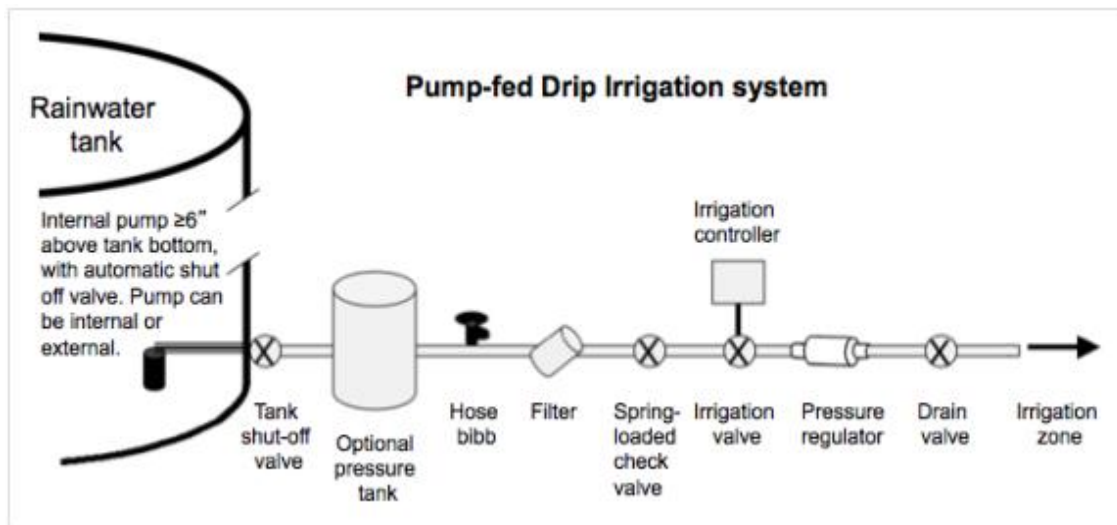 Pump-fed Drip Irrigation system
Rainwater
tank
Internal pump ≥6”
above tank bottom,
with automatic shut
off valve. Pump can
be internal or
external.
Irrigation
controller
Tank
shut-off
valve
Optional
pressure
tank
Hose
bibb
Filter
Spring-
loaded
check
valve
Irrigation
valve
Pressure
regulator
Drain
valve
Irrigation
zone